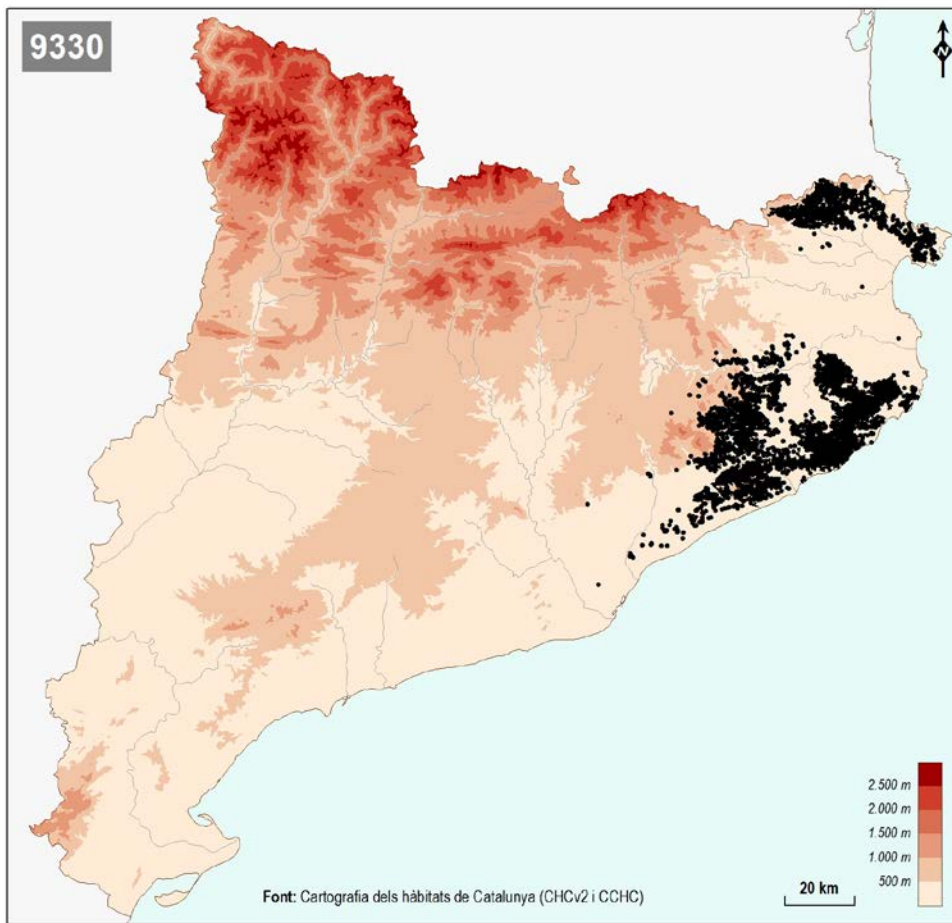 9330
N
2.500 m
2.000 m
1.500 m
1.000 m
500 m
Font: Cartografia dels hàbitats de Catalunya (CHCv2 i CCHC)
20 km